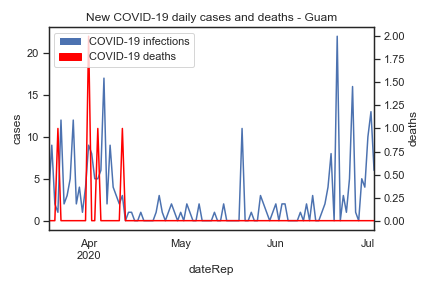 New COVID-19 daily cases and deaths - Guam
COVID-19 infections
COVID-19 deaths
20
15
10
5
0
cases
2.00
1.75
1.50
1.25
1.00
0.75
0.50
0.25
0.00
deaths
Apr
2020
May
Jun
Jul
dateRep